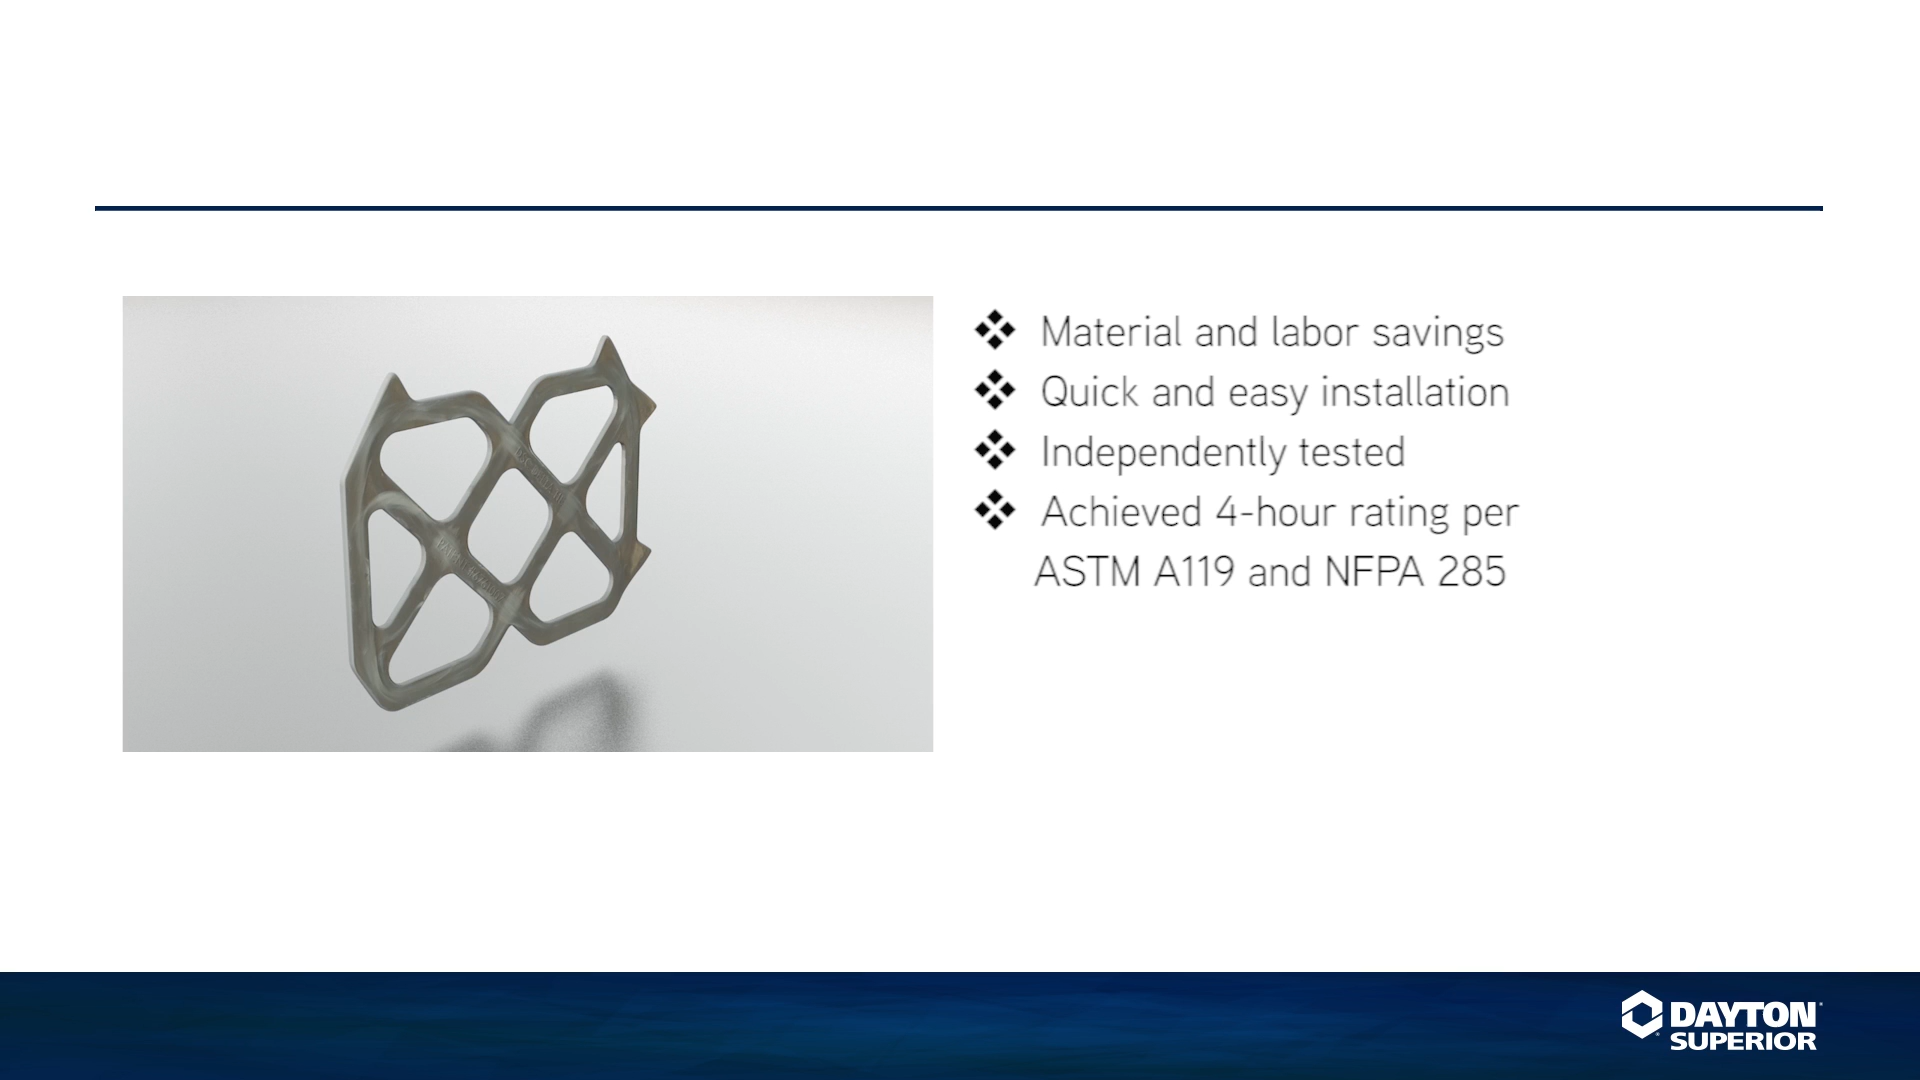 Material and labor savings
Quick and easy installation
Independently tested
Achieved 4-hour rating per
ASTM A119 and NFPA 285
DAYTON
SUPERIOR